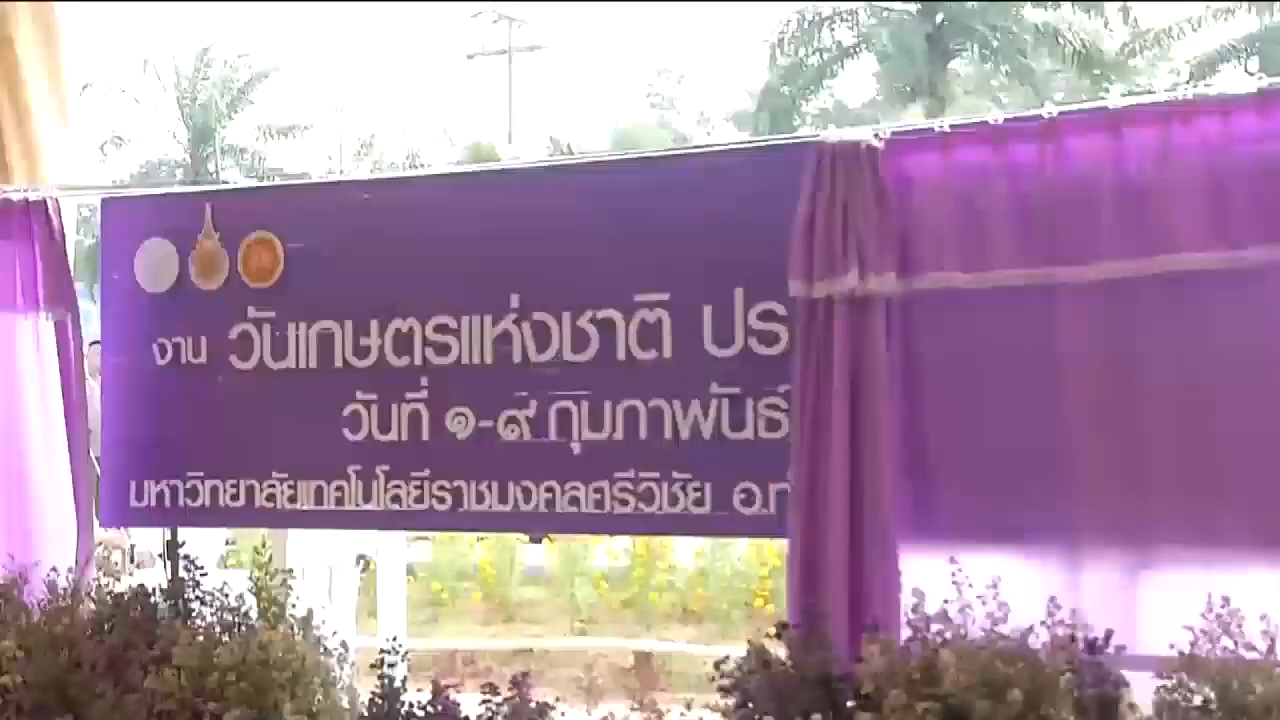 งาน วันเกษตรแห่งชาติ ปร
วันที่ ๑-๙ กุมภาพันธ์
มหาวิทยาลัยเทคโนโลยีราชมงคลศรีวิชัย อ.ท